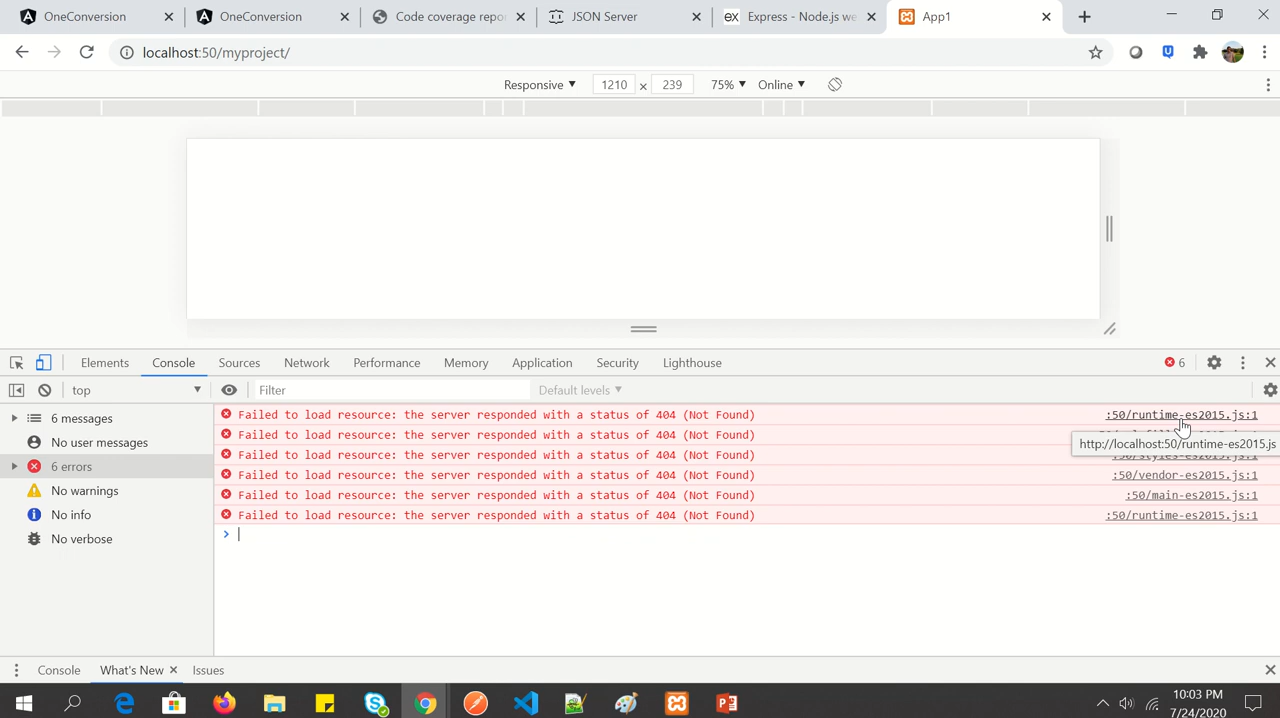 OneConversion
OneConversion
Code coverage repo
JSON Server
ex Express - Node.js we
App1
localhost:50/myproject/
Responsive 1210 x 239 75% Online
Elements Console Sources Network Performance Memory Application Security Lighthouse 6
top Filter Default levels
6 messages
No user messages
6 errors
No warnings
No info
No verbose
Failed to load resource: the server responded with a status of 404 (Not Found) :50/runtime-es2015.js:1
Failed to load resource: the server responded with a status of 404 (Not Found)
http://localhost:50/runtime-es2015.js
Failed to load resource: the server responded with a status of 404 (Not Found) :50/styles-es2015.js:1
Failed to load resource: the server responded with a status of 404 (Not Found) :50/vendor-es2015.js:1
Failed to load resource: the server responded with a status of 404 (Not Found) :50/main-es2015.js:1
Failed to load resource: the server responded with a status of 404 (Not Found) :50/runtime-es2015.js:1
Console What's New Issues
10:03 PM
7/24/2020